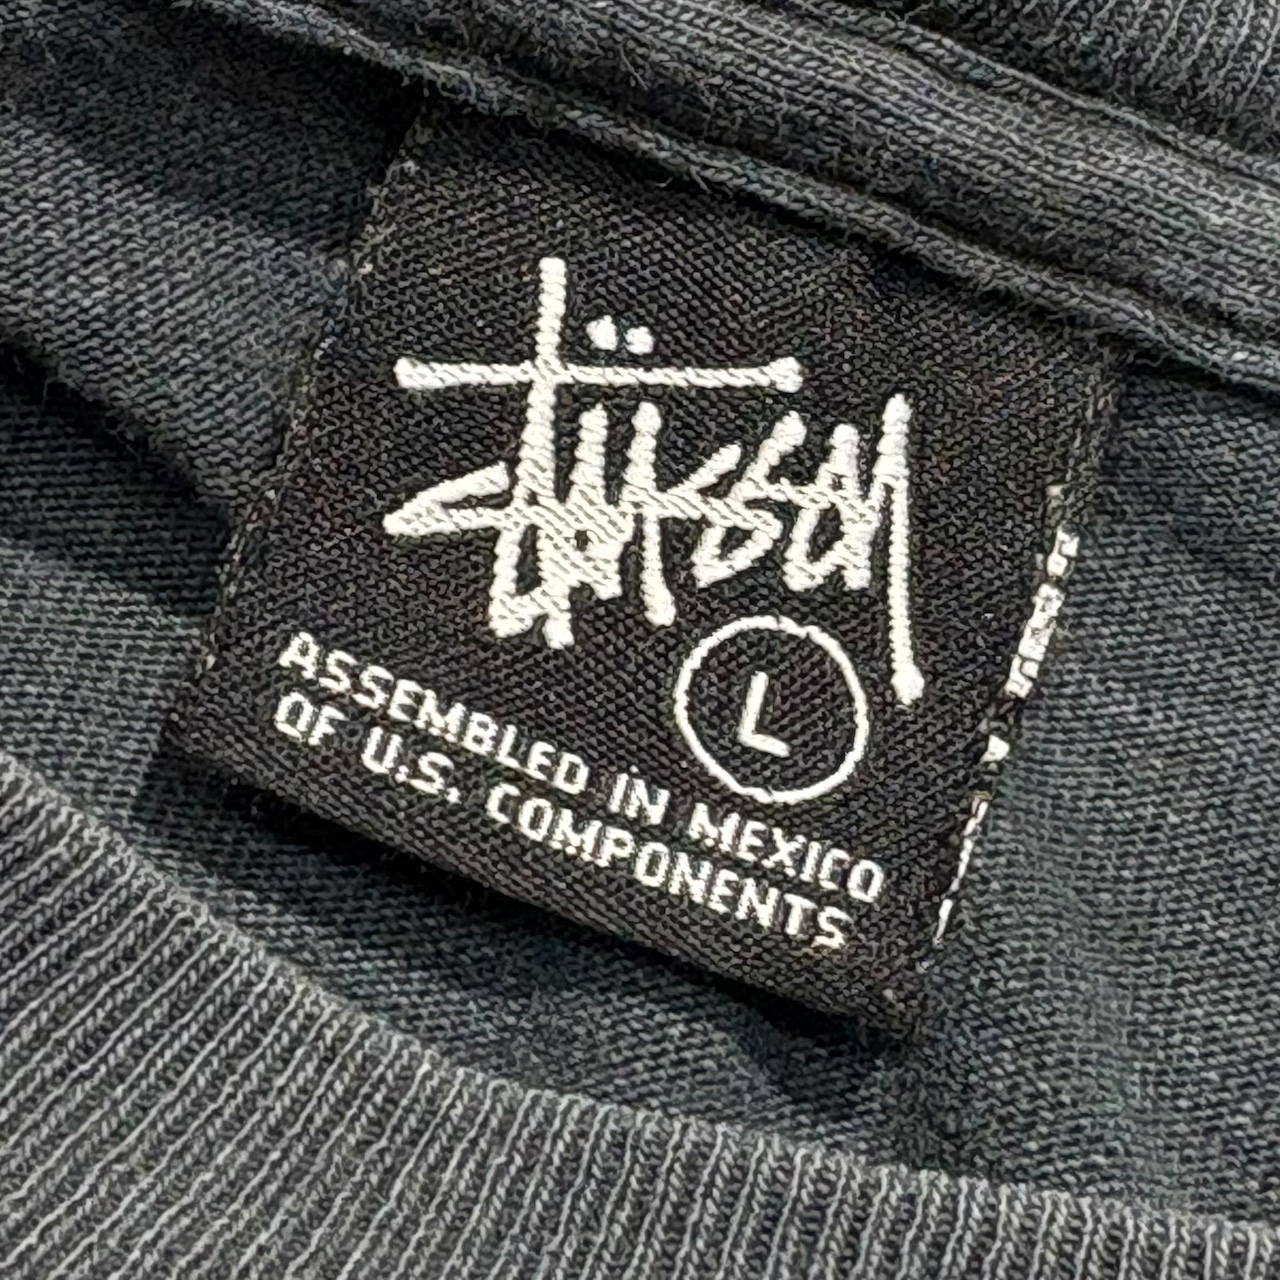 Stüssy
L
ASSEMBLED IN MEXICO
OF U.S. COMPONENTS